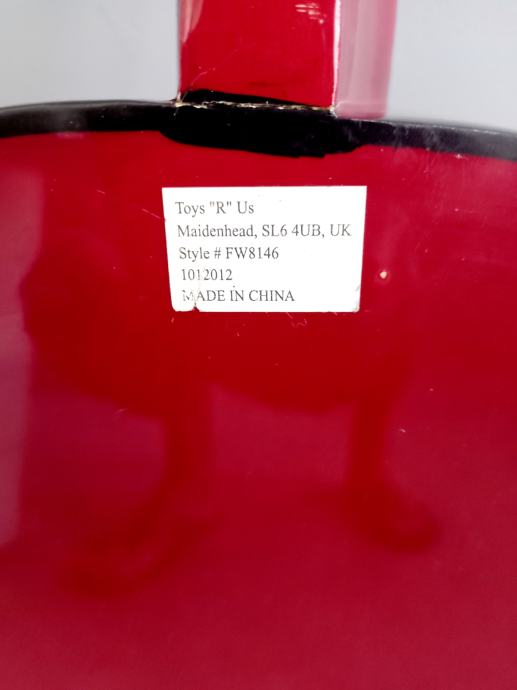 Toys "R" Us
Maidenhead, SL6 4UB, UK
Style # FW8146
1012012
MADE IN CHINA